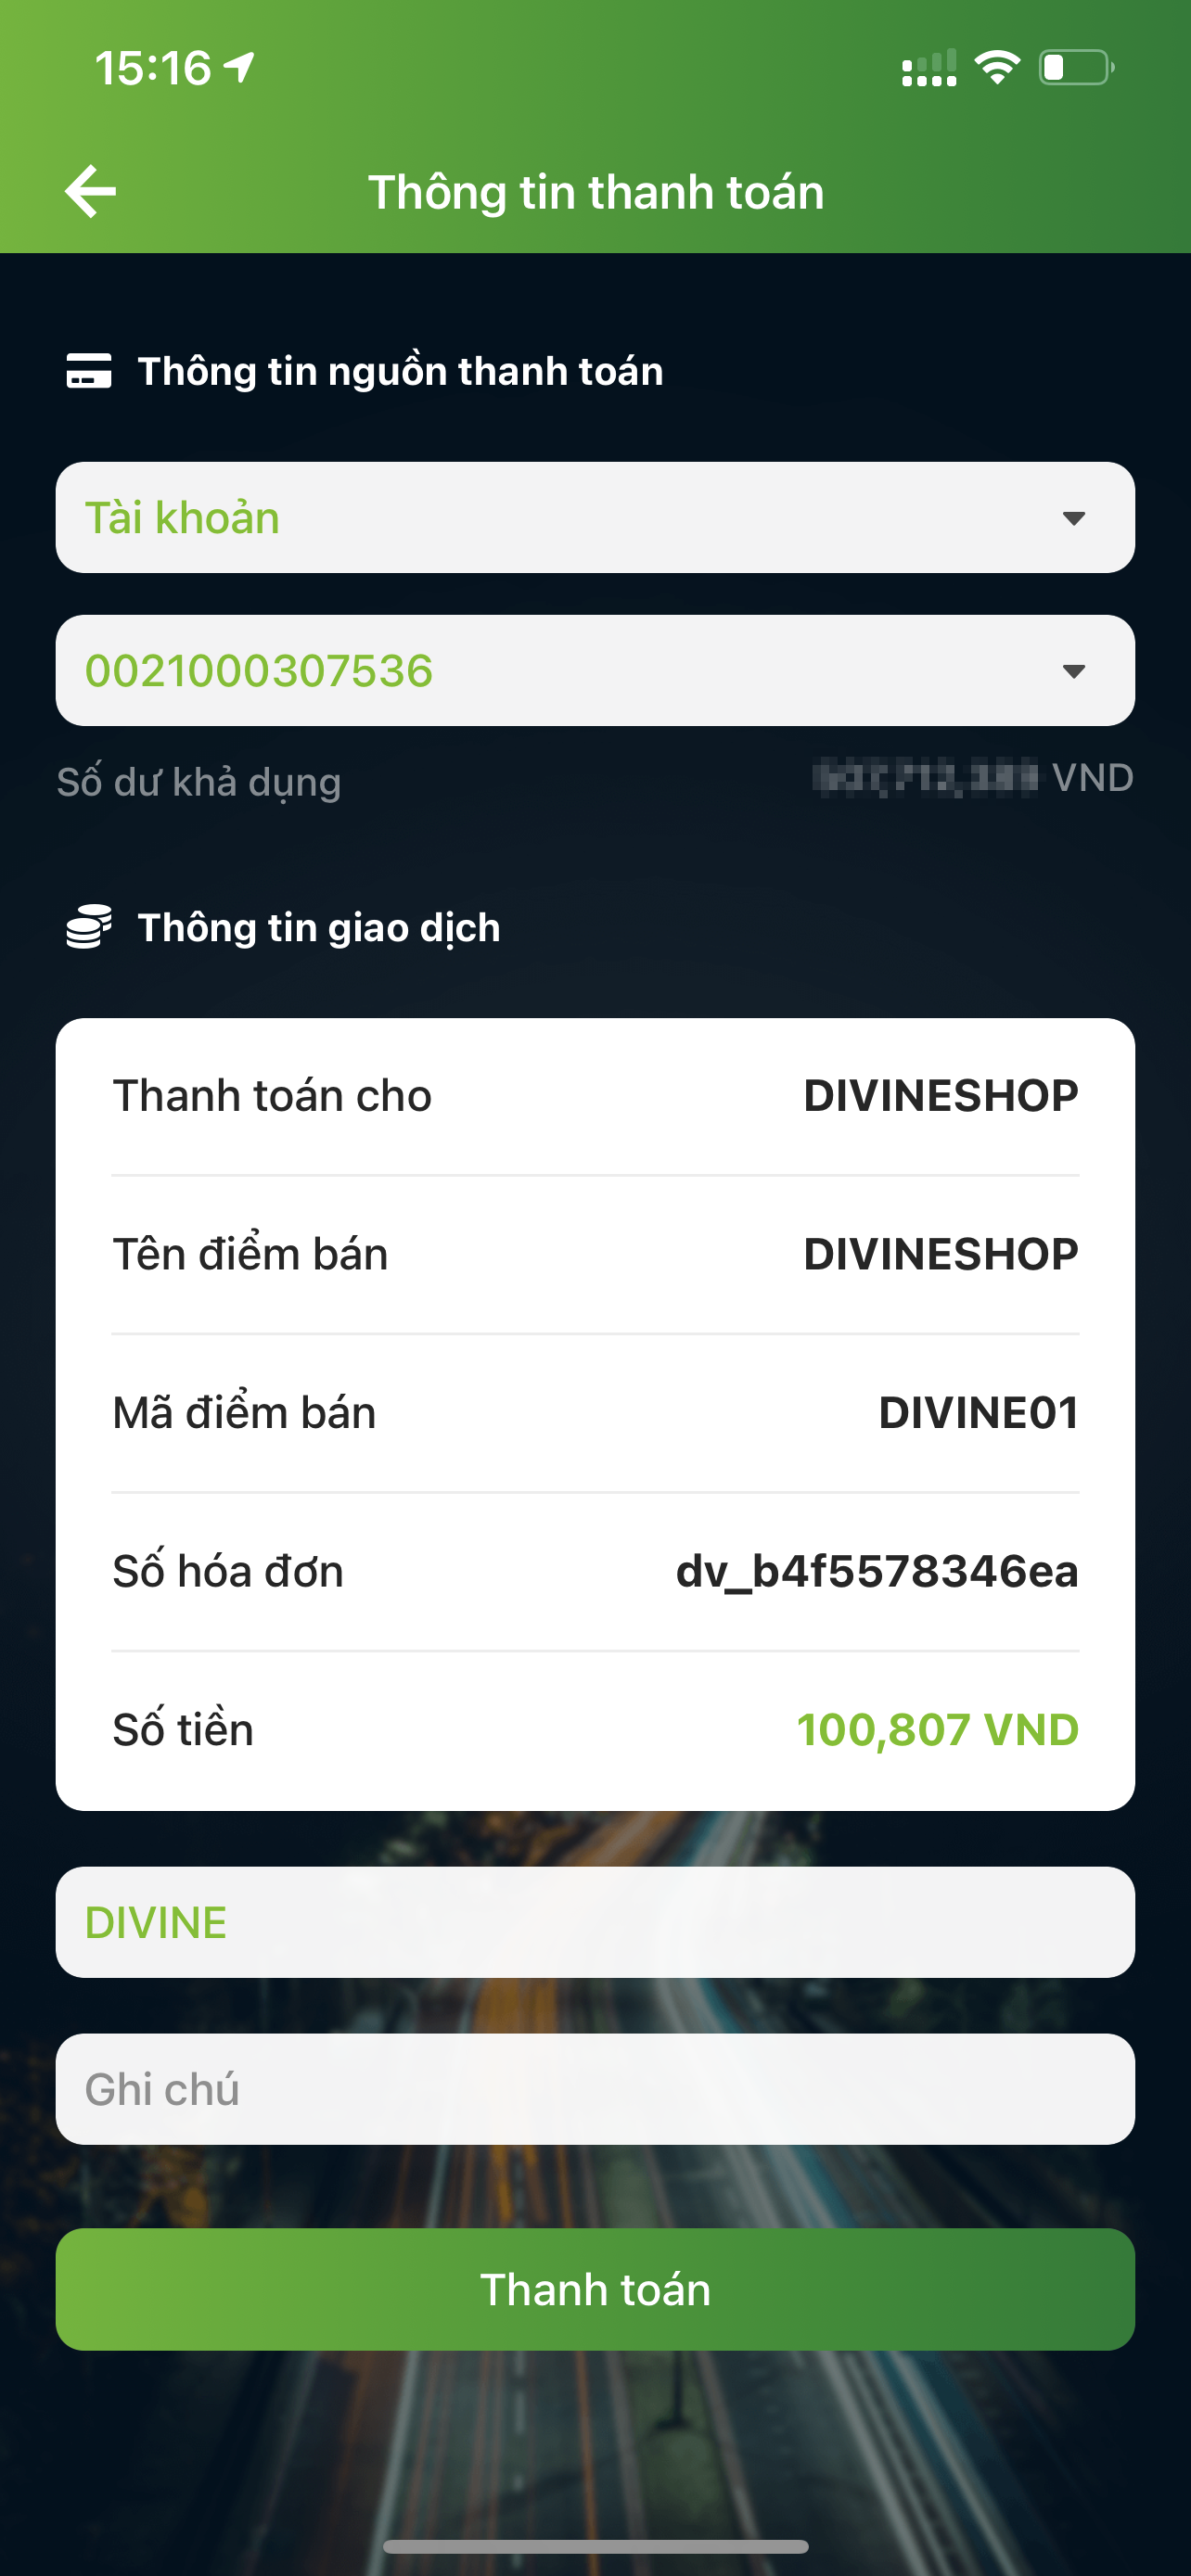 15:16
Thông tin thanh toán
Thông tin nguồn thanh toán
Tài khoản
0021000307536
Số dư khả dụng VND
Thông tin giao dịch
Thanh toán cho DIVINESHOP
Tên điểm bán DIVINESHOP
Mã điểm bán DIVINE01
Số hóa đơn dv_b4f5578346ea
Số tiền 100,807 VND
DIVINE
Ghi chú
Thanh toán